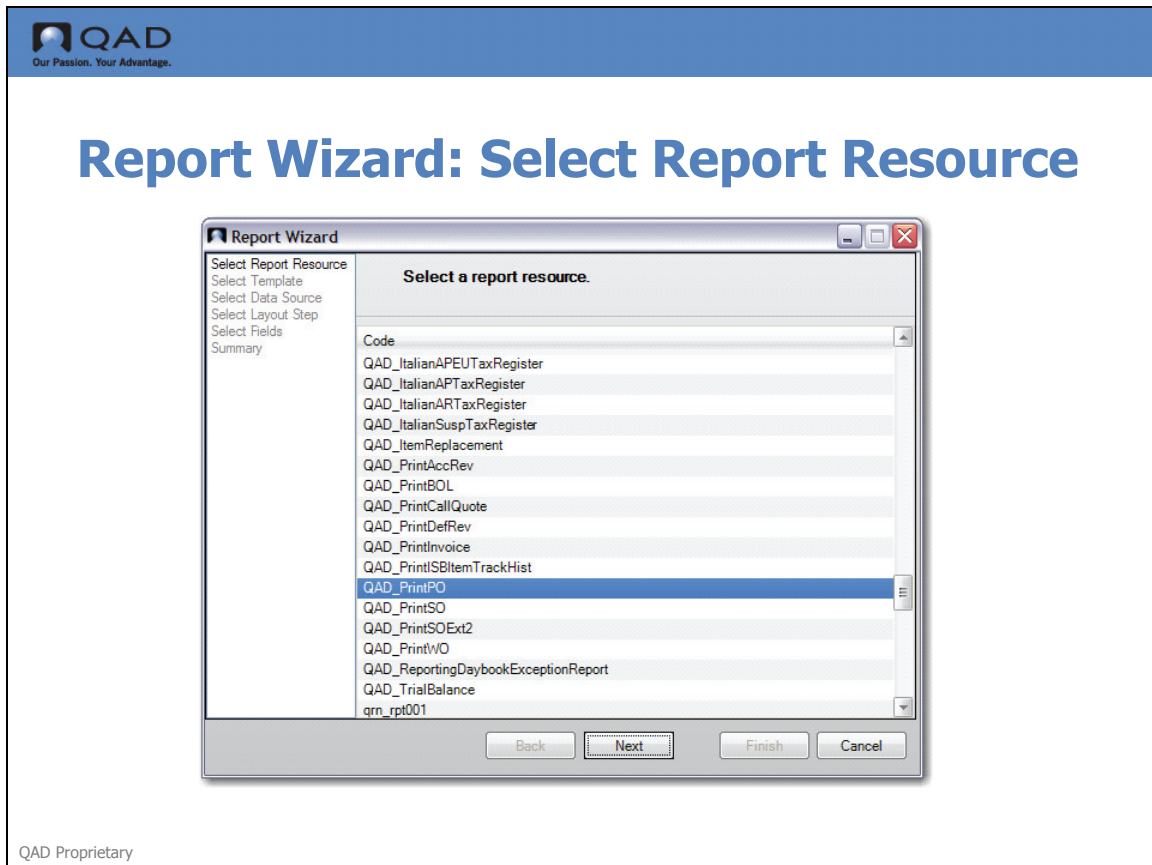 QAD
Our Passion. Your Advantage.
Report Wizard: Select Report Resource
Report Wizard
Select Report Resource
Select Template
Select Data Source
Select Layout Step
Select Fields
Summary
Select a report resource.
Code
QAD_ItalianAPEUTaxRegister
QAD_ItalianAPTaxRegister
QAD_ItalianARTaxRegister
QAD_ItalianSuspTaxRegister
QAD_ItemReplacement
QAD_PrintAccRev
QAD_PrintBOL
QAD_PrintCallQuote
QAD_PrintDefRev
QAD_PrintInvoice
QAD_PrintISBItemTrackHist
QAD_PrintPO
QAD_PrintSO
QAD_PrintSOExt2
QAD_PrintWO
QAD_ReportingDaybookExceptionReport
QAD_TrialBalance
qrn_rpt001
Back
Next
Finish
Cancel
QAD Proprietary